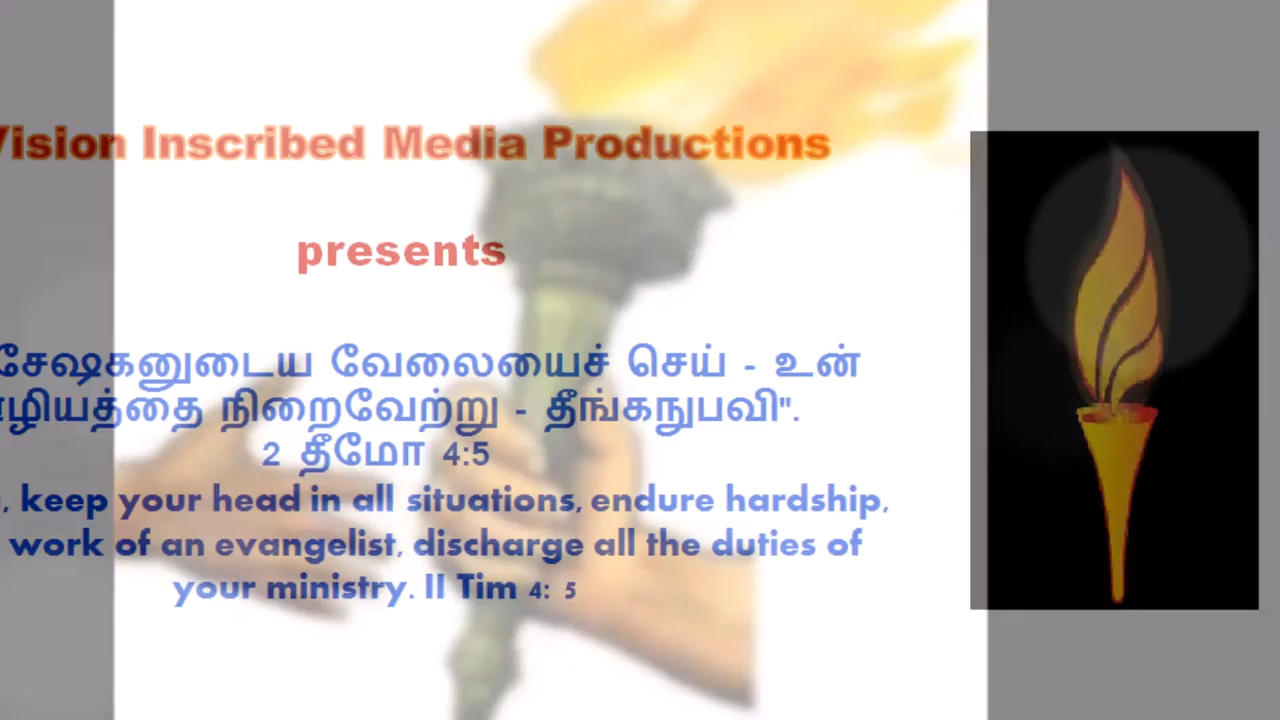 Vision Inscribed Media Productions
presents
சேஷகனுடைய வேலையைச் செய் - உன்
ழியத்தை நிறைவேற்று - தீங்கநுபவி".
2 தீமோ 4:5
, keep your head in all situations, endure hardship,
work of an evangelist, discharge all the duties of
your ministry. II Tim 4: 5